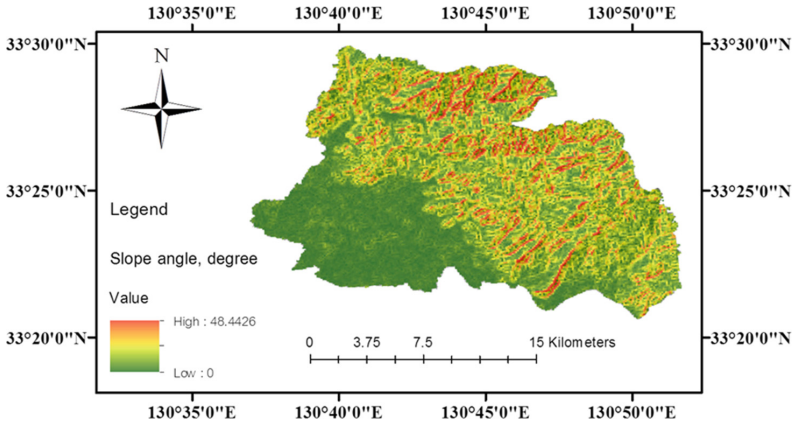 130°35'0"E 130°40'0"E 130°45'0"E 130°50'0"E
33°30'0"N 33°30'0"N
N
33°25'0"N 33°25'0"N
Legend
Slope angle, degree
Value
High : 48.4426
Low : 0
0 3.75 7.5 15 Kilometers
33°20'0"N 33°20'0"N
130°35'0"E 130°40'0"E 130°45'0"E 130°50'0"E